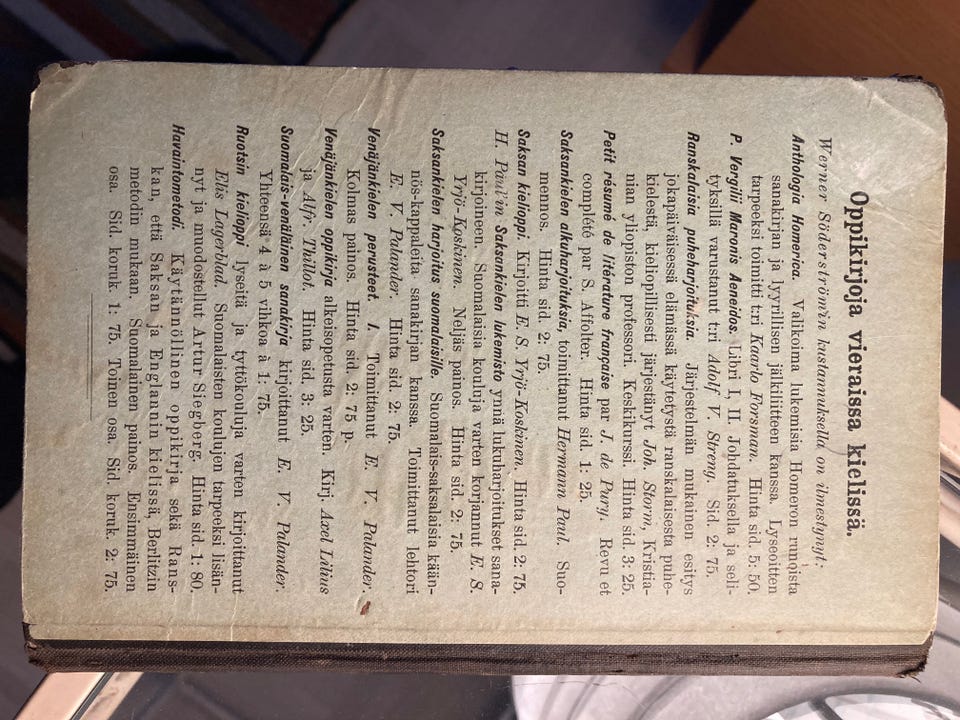 Oppikirjoja vieraissa kielissä.
Werner Söderström'in kustannuksella on ilmestynyt:
Anthologia Homerica. Valikoima lukemisia Homeron runoista
sanakirjan ja lyyrillisen jälkiliitteen kanssa. Lyseoitten
tarpeeksi toimitti t:ri Kaarlo Forsman. Hinta sid. 5: 50.
P. Vergilii Maronis Aeneidos. Libri I, II. Johdatuksella ja seli-
tyksillä varustanut t:ri Adolf V. Streng. Sid. 2: 75.
Ranskalaisia puheharjoituksia. Järjestelmän mukainen esitys
jokapäiväisessä elämässä käytetystä ranskalaisesta puhe-
kielestä, kieliopillisesti järjestänyt Joh. Storm, Kristia-
nian yliopiston professori. Keskikurssi. Hinta sid. 3: 25.
Petit résumé de litérature française par J. de Pury. Revu et
complété par S. Affolter. Hinta sid. 1: 25.
Saksankielen alkuharjoituksia, toimittanut Hermann Paul. Suo-
mennos. Hinta sid. 2: 75.
Saksan kielioppi. Kirjoitti E. S. Yrjö-Koskinen. Hinta sid. 2: 75.
H. Paul'in Saksankielen lukemisto ynnä lukuharjoitukset sana-
kirjoineen. Suomalaisia kouluja varten korjannut E. S.
Yrjö-Koskinen. Neljäs painos. Hinta sid. 2: 75.
Saksankielen harjoitus suomalaisille. Suomalais-saksalaisia kään-
nös-kappaleita sanakirjan kanssa. Toimittanut lehtori
E. V. Palander. Hinta sid. 2: 75.
Venäjänkielen perusteet. I. Toimittanut E. V. Palander.
Kolmas painos. Hinta sid. 2: 75 p.
Venäjänkielen oppikirja alkeisopetusta varten. Kirj. Axel Lilius
ja Alfr. Thillot. Hinta sid. 3: 25.
Suomalais-venäläinen sanakirja kirjoittanut E. V. Palander.
Yhteensä 4 à 5 vihkoa à 1: 75.
Ruotsin kielioppi lyseitä ja tyttökouluja varten kirjoittanut
Elis Lagerblad. Suomalaisten koulujen tarpeeksi lisän-
nyt ja muodostellut Artur Siegberg. Hinta sid. 1: 80.
Havaintometodi. Käytännöllinen oppikirja sekä Rans-
kan, että Saksan ja Englannin kielissä, Berlitzin
metodin mukaan. Suomalainen painos. Ensimmäinen
osa. Sid. koruk. 1: 75. Toinen osa. Sid. koruk. 2: 75.